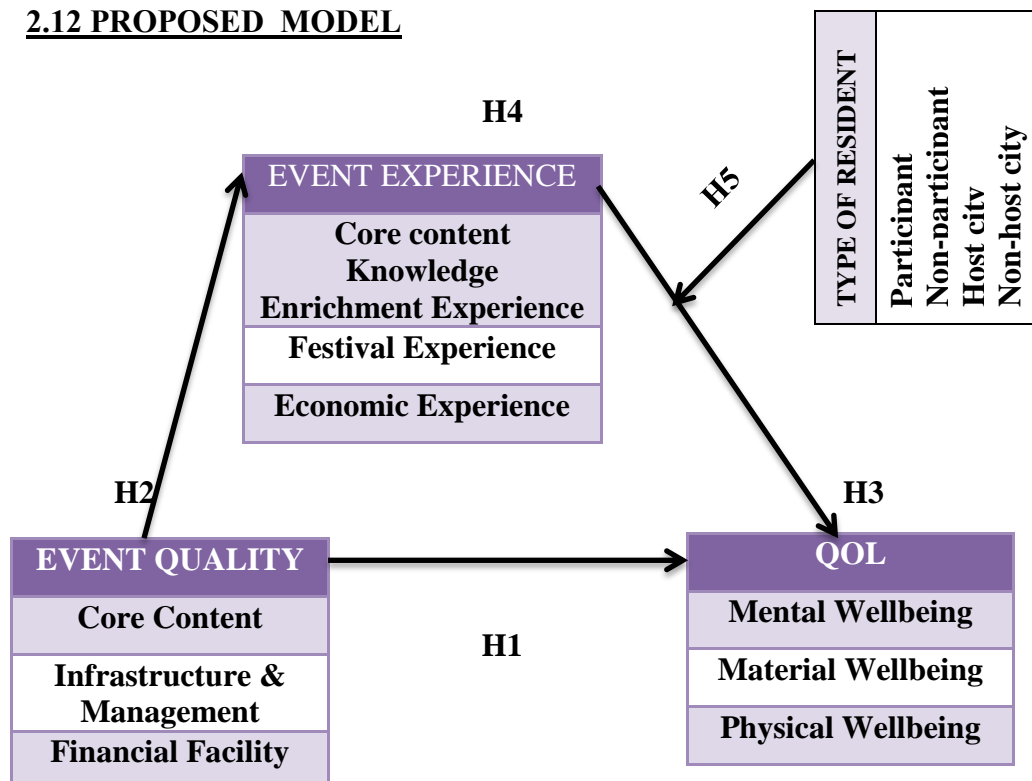 2.12 PROPOSED MODEL
H4
EVENT EXPERIENCE
Core content
Knowledge
Enrichment Experience
Festival Experience
Economic Experience
H5
TYPE OF RESIDENT
Participant
Non-participant
Host city
Non-host city
H2
H3
EVENT QUALITY
Core Content
Infrastructure &
Management
Financial Facility
H1
QOL
Mental Wellbeing
Material Wellbeing
Physical Wellbeing